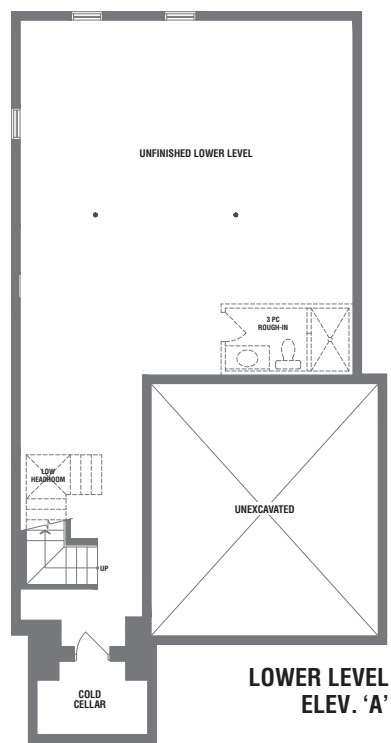 UNFINISHED LOWER LEVEL
3 PC
ROUGH-IN
LOW
HEADROOM
UNEXCAVATED
UP
COLD
CELLAR
LOWER LEVEL
ELEV. ‘A’